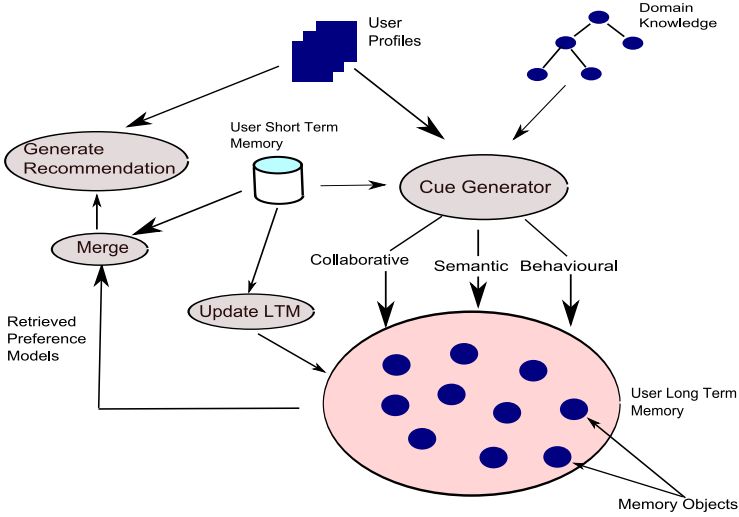 User
Profiles
Domain
Knowledge
User Short Term
Memory
Generate
Recommendation
Cue Generator
Merge
Collaborative
Semantic
Behavioural
Update LTM
Retrieved
Preference
Models
User Long Term
Memory
Memory Objects